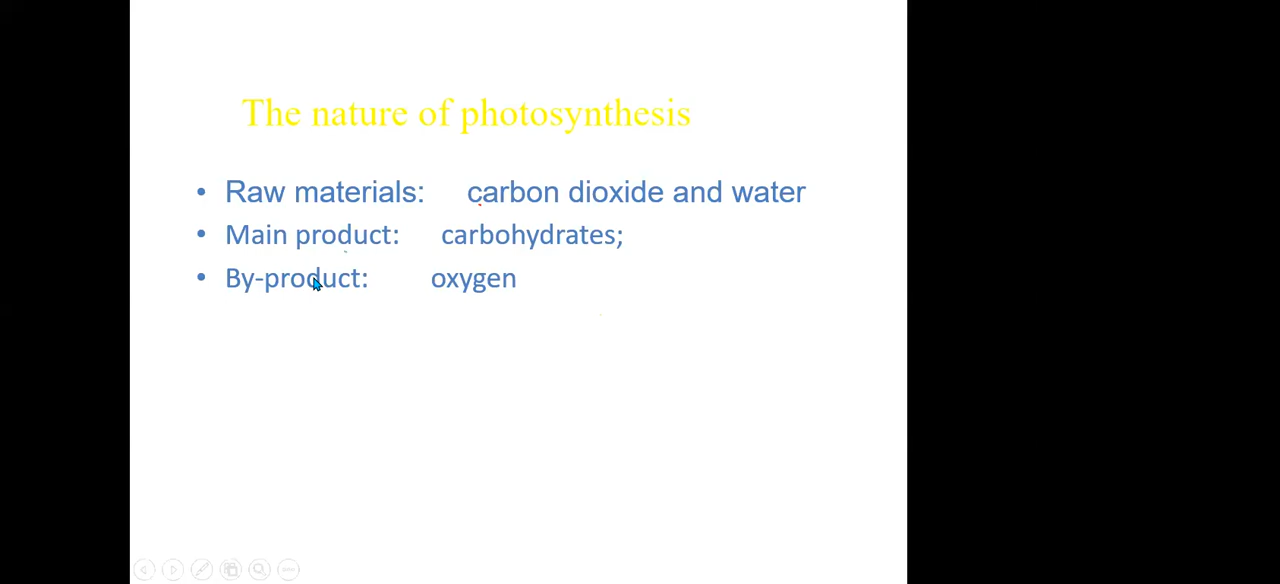 The nature of photosynthesis
• Raw materials: carbon dioxide and water
• Main product: carbohydrates;
• By-product: oxygen